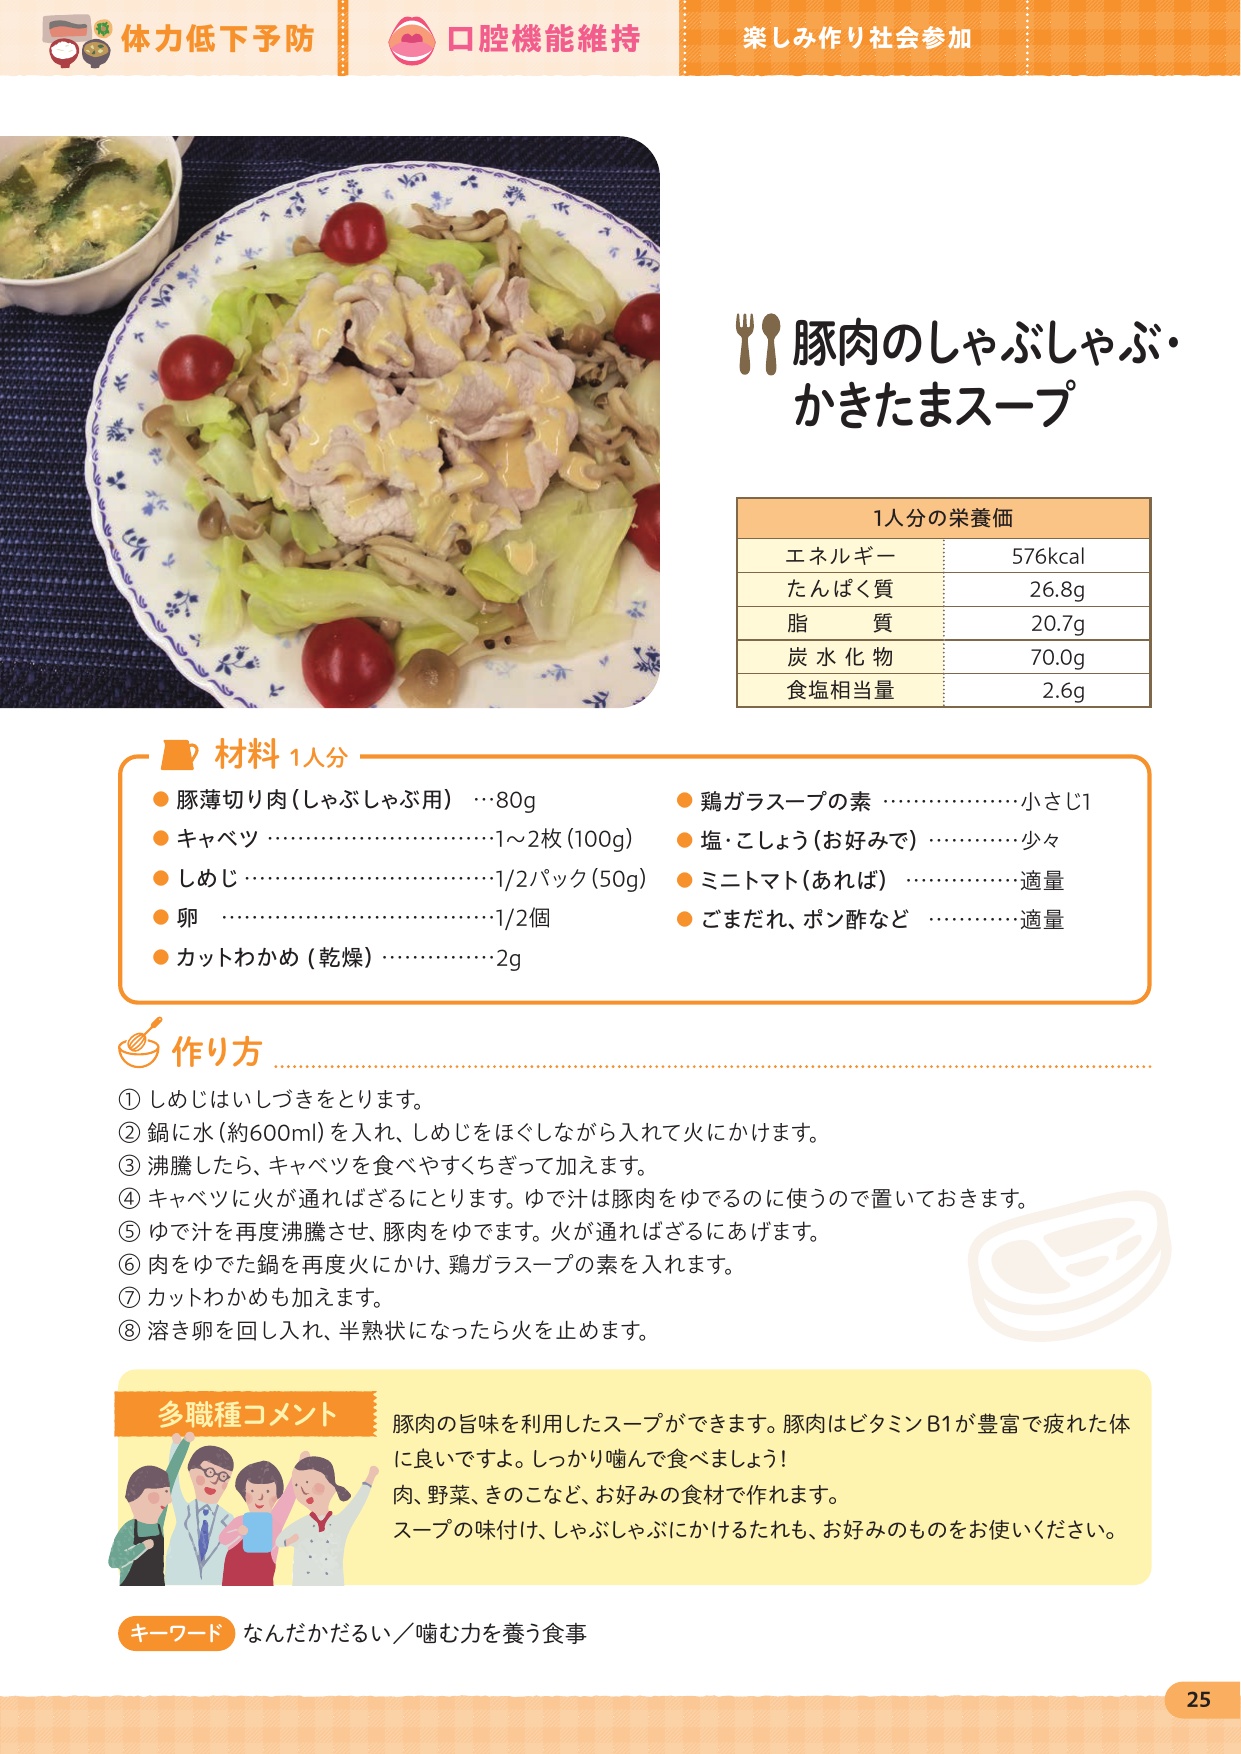 体力低下予防
口腔機能維持
楽しみ作り社会参加
豚肉のしゃぶしゃぶ・
かきたまスープ
1人分の栄養価
エネルギー 576kcal
たんぱく質 26.8g
脂質 20.7g
炭水化物 70.0g
食塩相当量 2.6g
材料 1人分
● 豚薄切り肉(しゃぶしゃぶ用) …80g
● キャベツ …………………………1〜2枚(100g)
● しめじ……………………………1/2パック(50g)
● 卵 ………………………………1/2個
● カットわかめ (乾燥) ……………2g
● 鶏ガラスープの素 ………………小さじ1
● 塩・こしょう(お好みで) …………少々
● ミニトマト(あれば) ……………適量
● ごまだれ、ポン酢など …………適量
作り方
① しめじはいしづきをとります。
② 鍋に水(約600ml)を入れ、しめじをほぐしながら入れて火にかけます。
③ 沸騰したら、キャベツを食べやすくちぎって加えます。
④ キャベツに火が通ればざるにとります。ゆで汁は豚肉をゆでるのに使うので置いておきます。
⑤ ゆで汁を再度沸騰させ、豚肉をゆでます。火が通ればざるにあげます。
⑥ 肉をゆでた鍋を再度火にかけ、鶏ガラスープの素を入れます。
⑦ カットわかめも加えます。
⑧ 溶き卵を回し入れ、半熟状になったら火を止めます。
多職種コメント
豚肉の旨味を利用したスープができます。豚肉はビタミンB1が豊富で疲れた体
に良いですよ。しっかり噛んで食べましょう!
肉、野菜、きのこなど、お好みの食材で作れます。
スープの味付け、しゃぶしゃぶにかけるたれも、お好みのものをお使いください。
キーワード なんだかだるい/噛む力を養う食事
25